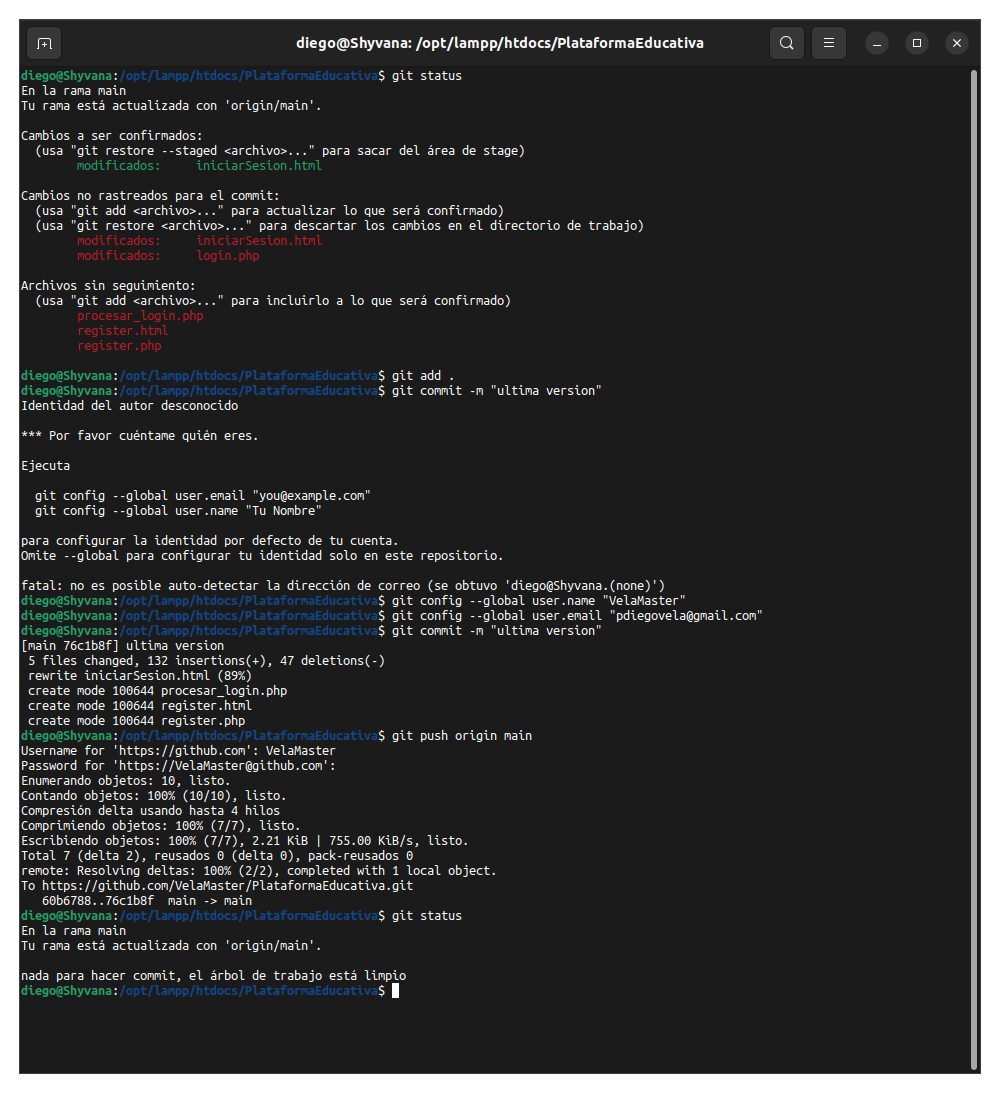 diego@Shyvana: /opt/lampp/htdocs/PlataformaEducativa
diego@Shyvana:/opt/lampp/htdocs/PlataformaEducativa$ git status
En la rama main
Tu rama está actualizada con 'origin/main'.
Cambios a ser confirmados:
  (usa "git restore --staged <archivo>..." para sacar del área de stage)
        modificados:     iniciarSesion.html
Cambios no rastreados para el commit:
  (usa "git add <archivo>..." para actualizar lo que será confirmado)
  (usa "git restore <archivo>..." para descartar los cambios en el directorio de trabajo)
        modificados:     iniciarSesion.html
        modificados:     login.php
Archivos sin seguimiento:
  (usa "git add <archivo>..." para incluirlo a lo que será confirmado)
        procesar_login.php
        register.html
        register.php
diego@Shyvana:/opt/lampp/htdocs/PlataformaEducativa$ git add .
diego@Shyvana:/opt/lampp/htdocs/PlataformaEducativa$ git commit -m "ultima version"
Identidad del autor desconocido
*** Por favor cuéntame quién eres.
Ejecuta
  git config --global user.email "you@example.com"
  git config --global user.name "Tu Nombre"
para configurar la identidad por defecto de tu cuenta.
Omite --global para configurar tu identidad solo en este repositorio.
fatal: no es posible auto-detectar la dirección de correo (se obtuvo 'diego@Shyvana.(none)')
diego@Shyvana:/opt/lampp/htdocs/PlataformaEducativa$ git config --global user.name "VelaMaster"
diego@Shyvana:/opt/lampp/htdocs/PlataformaEducativa$ git config --global user.email "pdiegovela@gmail.com"
diego@Shyvana:/opt/lampp/htdocs/PlataformaEducativa$ git commit -m "ultima version"
[main 76c1b8f] ultima version
 5 files changed, 132 insertions(+), 47 deletions(-)
 rewrite iniciarSesion.html (89%)
 create mode 100644 procesar_login.php
 create mode 100644 register.html
 create mode 100644 register.php
diego@Shyvana:/opt/lampp/htdocs/PlataformaEducativa$ git push origin main
Username for 'https://github.com': VelaMaster
Password for 'https://VelaMaster@github.com':
Enumerando objetos: 10, listo.
Contando objetos: 100% (10/10), listo.
Compresión delta usando hasta 4 hilos
Comprimiendo objetos: 100% (7/7), listo.
Escribiendo objetos: 100% (7/7), 2.21 KiB | 755.00 KiB/s, listo.
Total 7 (delta 2), reusados 0 (delta 0), pack-reusados 0
remote: Resolving deltas: 100% (2/2), completed with 1 local object.
To https://github.com/VelaMaster/PlataformaEducativa.git
   60b6788..76c1b8f  main -> main
diego@Shyvana:/opt/lampp/htdocs/PlataformaEducativa$ git status
En la rama main
Tu rama está actualizada con 'origin/main'.
nada para hacer commit, el árbol de trabajo está limpio
diego@Shyvana:/opt/lampp/htdocs/PlataformaEducativa$